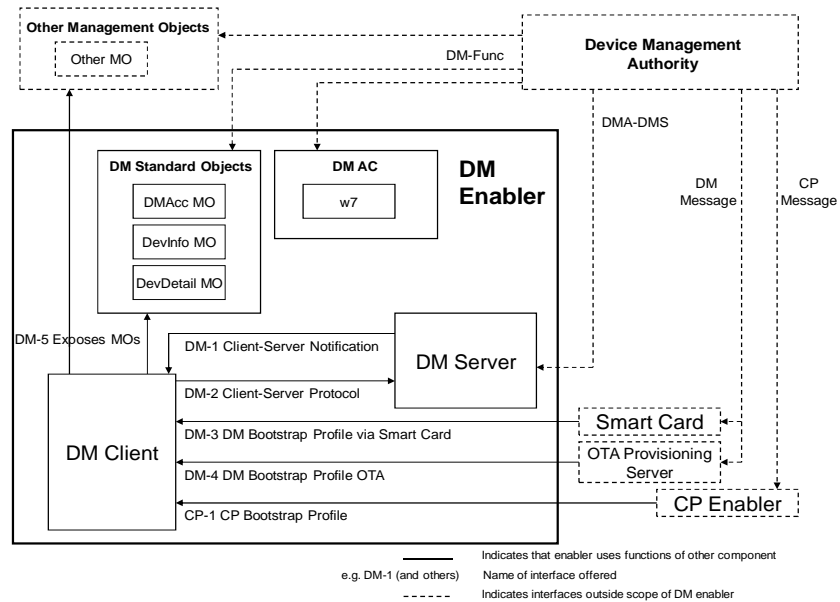 Other Management Objects
Other MO
Device Management
Authority
DM-Func
DMA-DMS
DM
Message
CP
Message
DM Standard Objects
DMAcc MO
DevInfo MO
DevDetail MO
DM AC
w7
DM
Enabler
DM-5 Exposes MOs
DM-1 Client-Server Notification
DM Server
DM-2 Client-Server Protocol
DM Client
DM-3 DM Bootstrap Profile via Smart Card
Smart Card
DM-4 DM Bootstrap Profile OTA
OTA Provisioning
Server
CP-1 CP Bootstrap Profile
CP Enabler
Indicates that enabler uses functions of other component
e.g. DM-1 (and others) Name of interface offered
Indicates interfaces outside scope of DM enabler